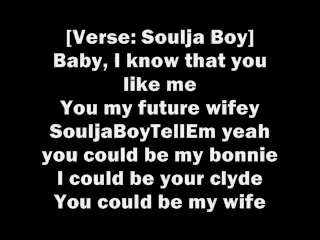 [Verse: Soulja Boy]
Baby, I know that you
like me
You my future wifey
SouljaBoyTellEm yeah
you could be my bonnie
I could be your clyde
You could be my wife